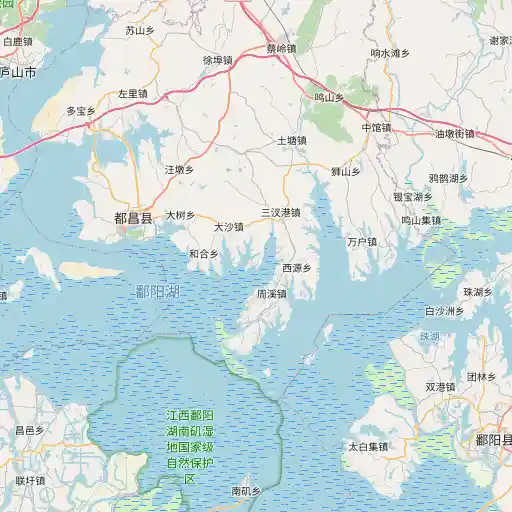 苏山乡
谢家
白鹿镇
蔡岭镇
响水滩乡
徐埠镇
庐山市
左里镇
鸣山乡
多宝乡
中馆镇
油墩街镇
土塘镇
汪墩乡
狮山乡
鸦鹊湖乡
银宝湖乡
都昌县
大树乡
三汊港镇
鸣山集镇
大沙镇
万户镇
和合乡
西源乡
鄱阳湖
周溪镇
珠湖乡
镇
白沙洲乡
珠湖
团林乡
双港镇
江西鄱阳
湖南矶湿
地国家级
自然保护
区
昌邑乡
鄱阳县
太白集镇
联圩镇
南矶乡